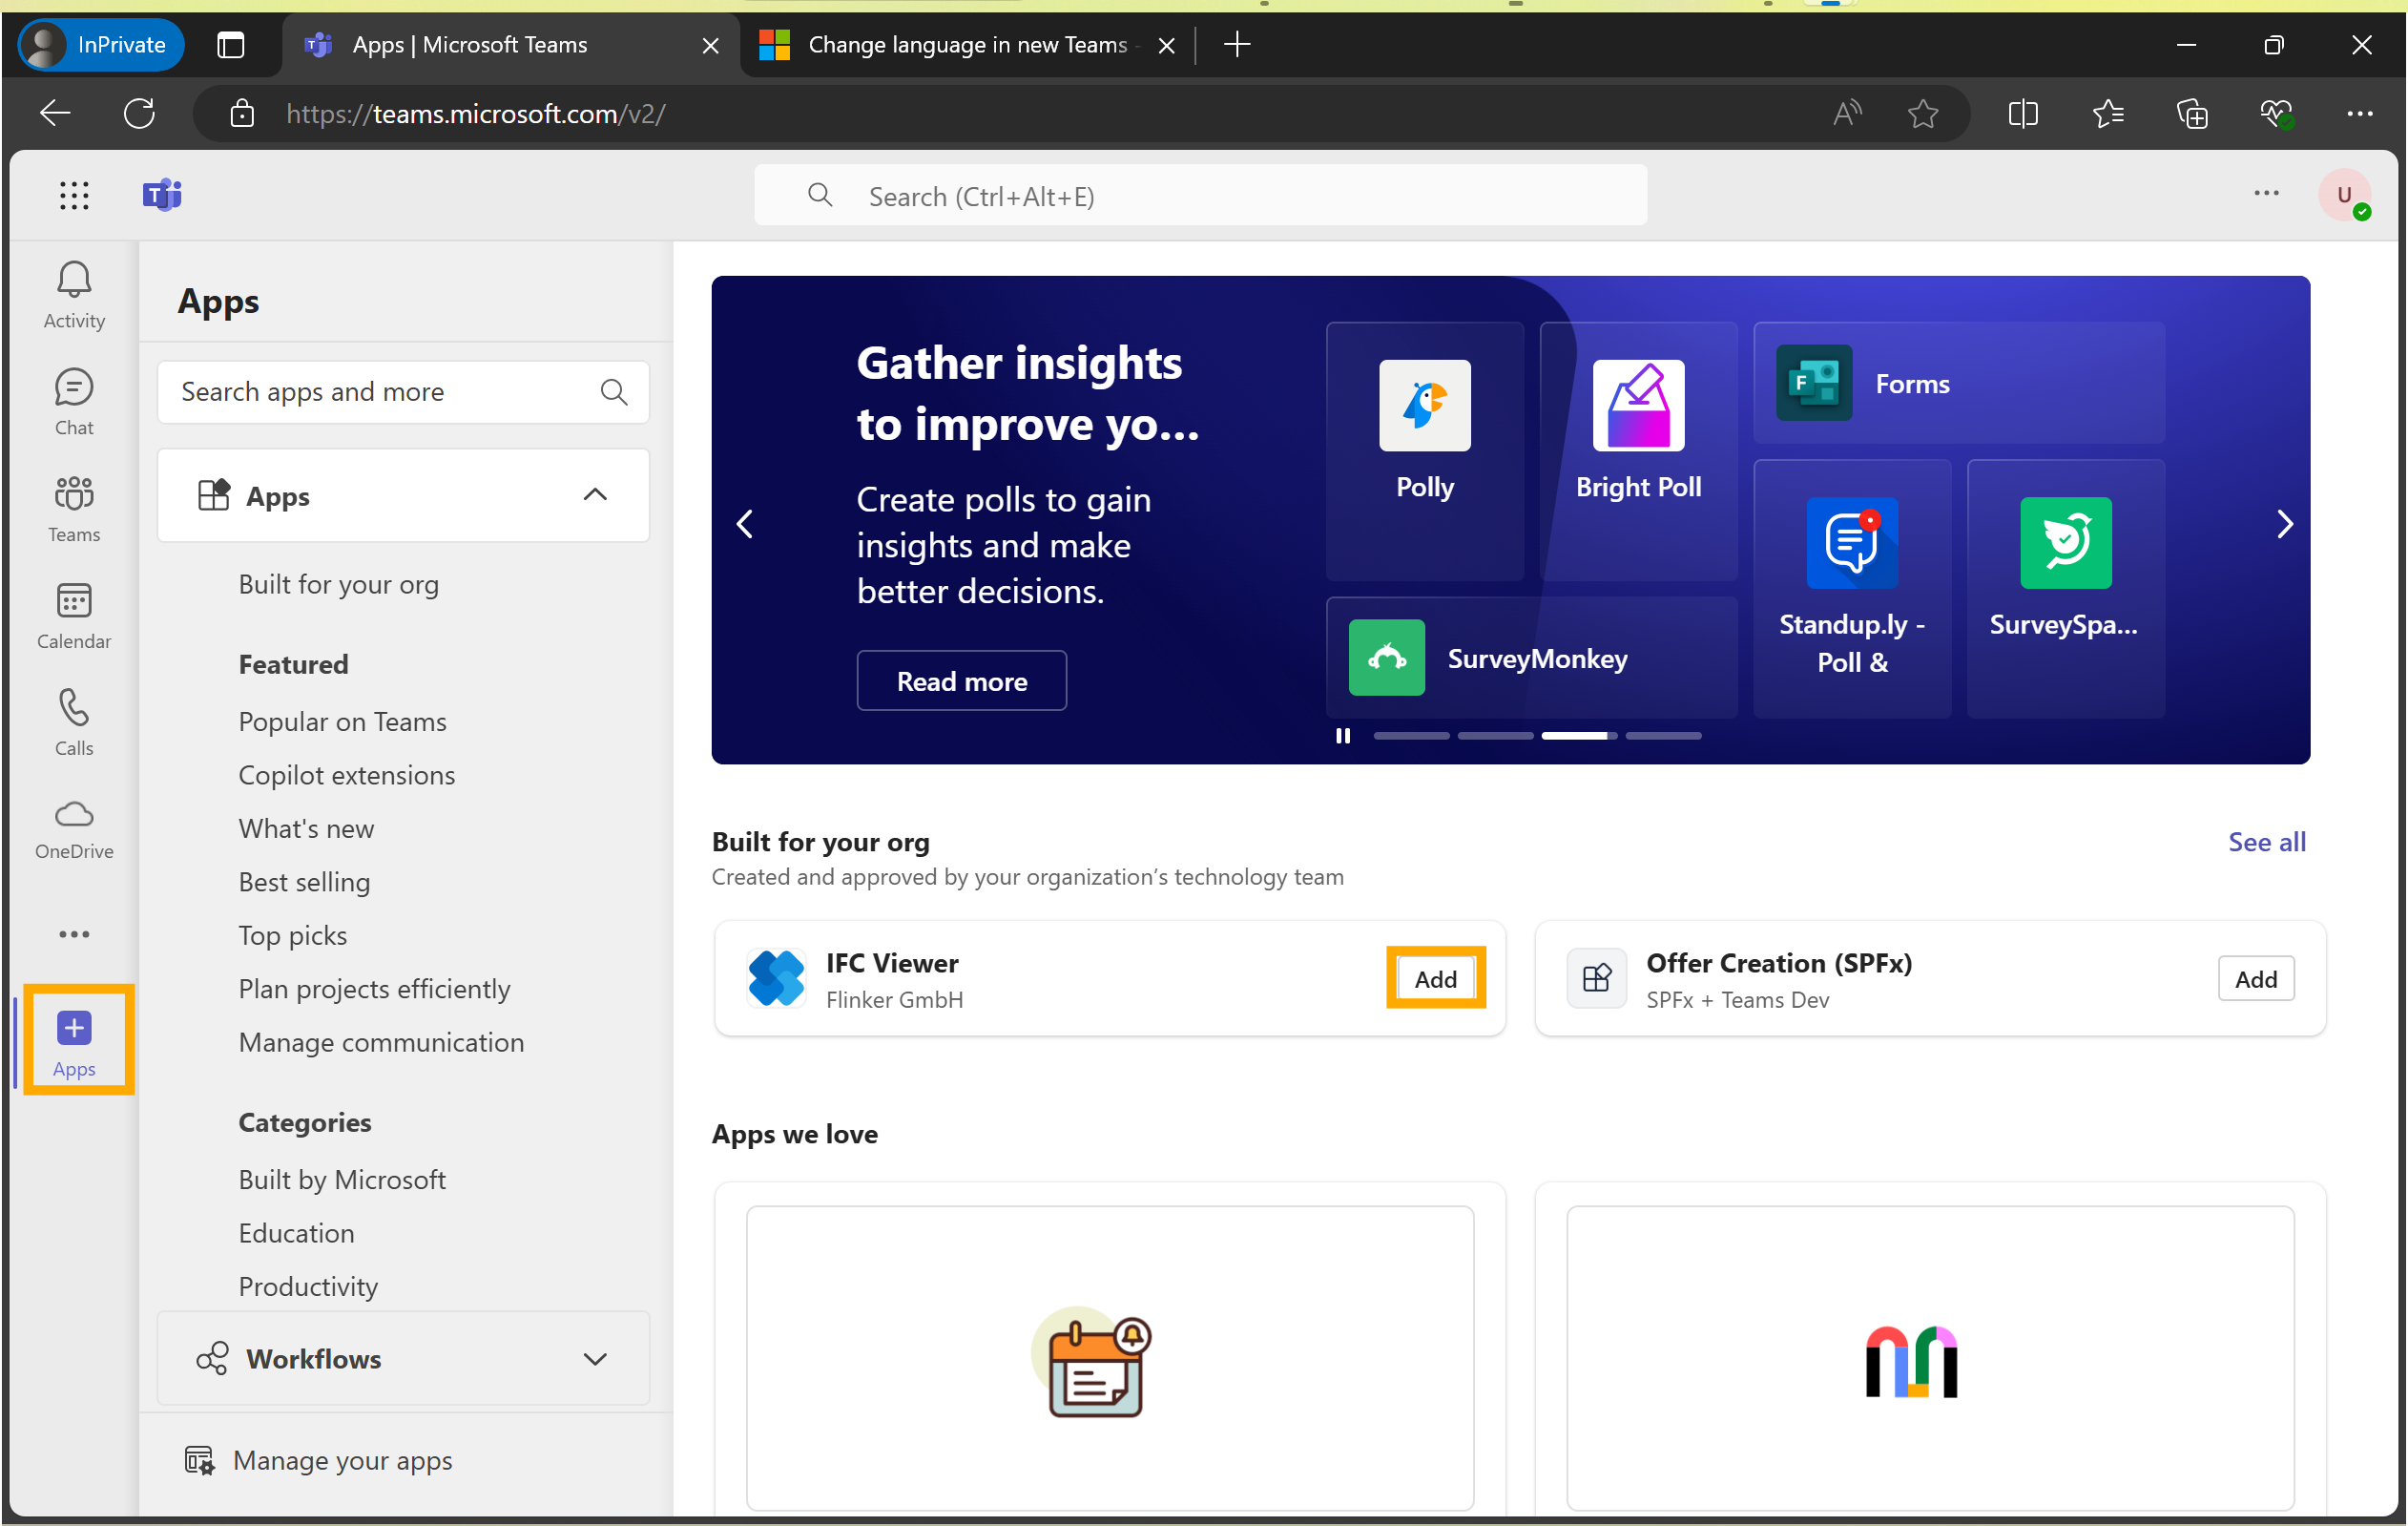 InPrivate
Apps | Microsoft Teams
Change language in new Teams -
https://teams.microsoft.com/v2/
Search (Ctrl+Alt+E)
U
Activity
Chat
Teams
Calendar
Calls
OneDrive
Apps
Apps
Search apps and more
Apps
Built for your org
Featured
Popular on Teams
Copilot extensions
What's new
Best selling
Top picks
Plan projects efficiently
Manage communication
Categories
Built by Microsoft
Education
Productivity
Workflows
Manage your apps
Gather insights
to improve yo...
Create polls to gain
insights and make
better decisions.
Read more
Polly
Bright Poll
Forms
SurveyMonkey
Standup.ly -
Poll &
SurveySpa...
Built for your org
See all
Created and approved by your organization's technology team
IFC Viewer
Flinker GmbH
Add
Offer Creation (SPFx)
SPFx + Teams Dev
Add
Apps we love